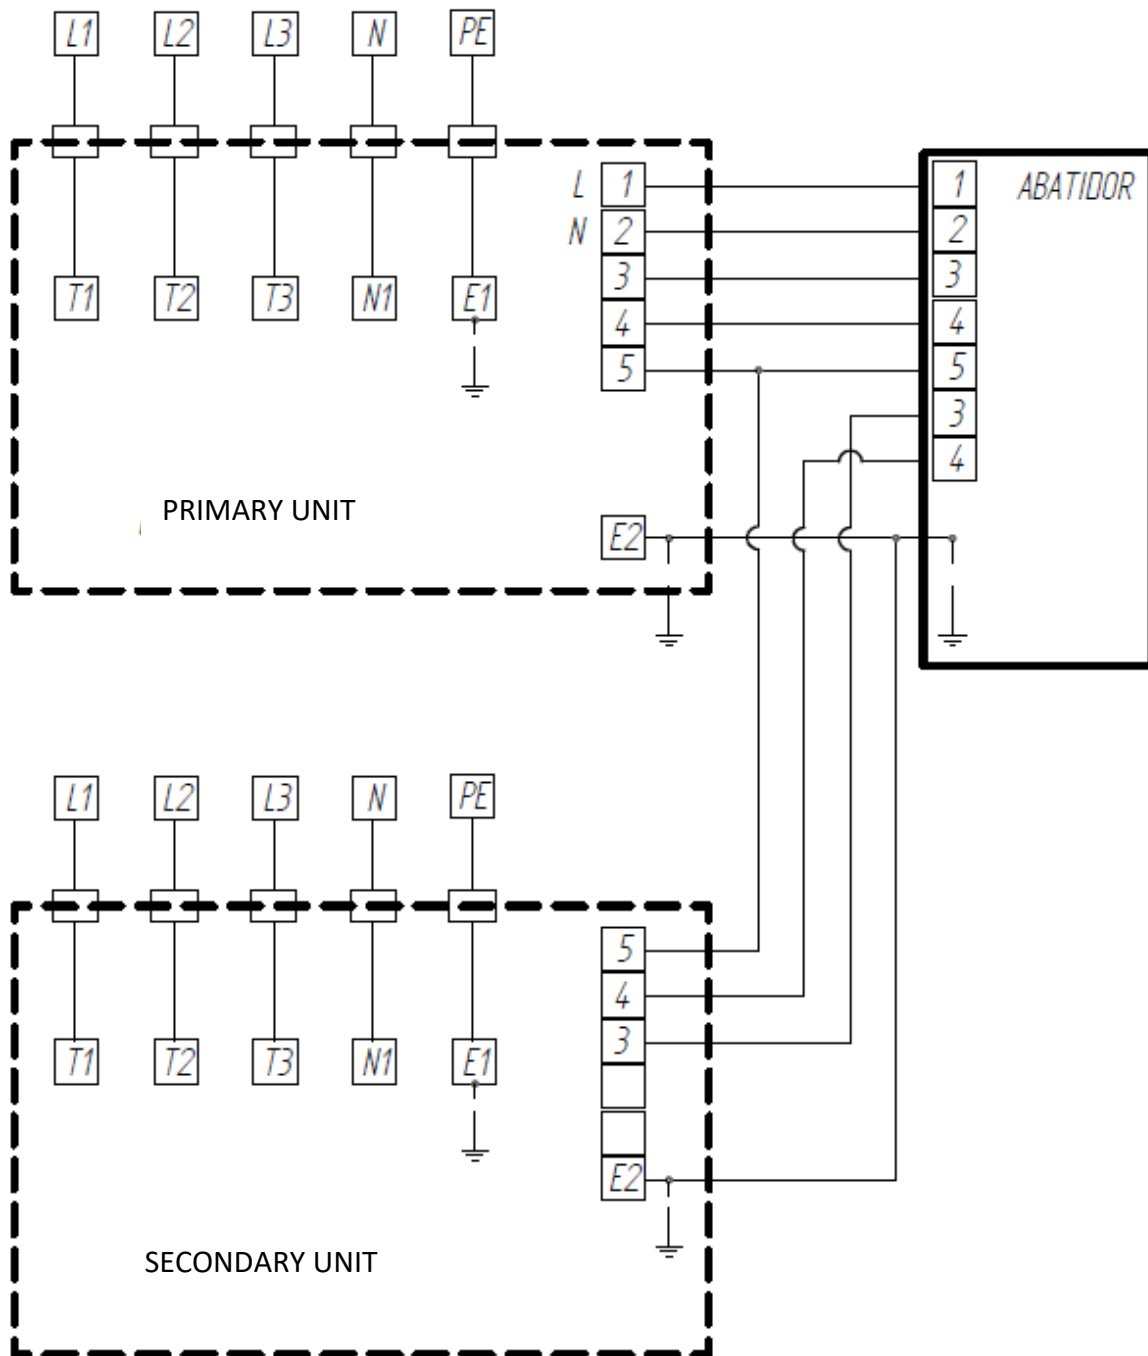 L1 L2 L3 N PE
L 1 1 ABATIDOR
N 2 2
3 3
T1 T2 T3 N1 E1
4 4
5 5
3
4
PRIMARY UNIT
E2
L1 L2 L3 N PE
5
4
3
T1 T2 T3 N1 E1
E2
SECONDARY UNIT